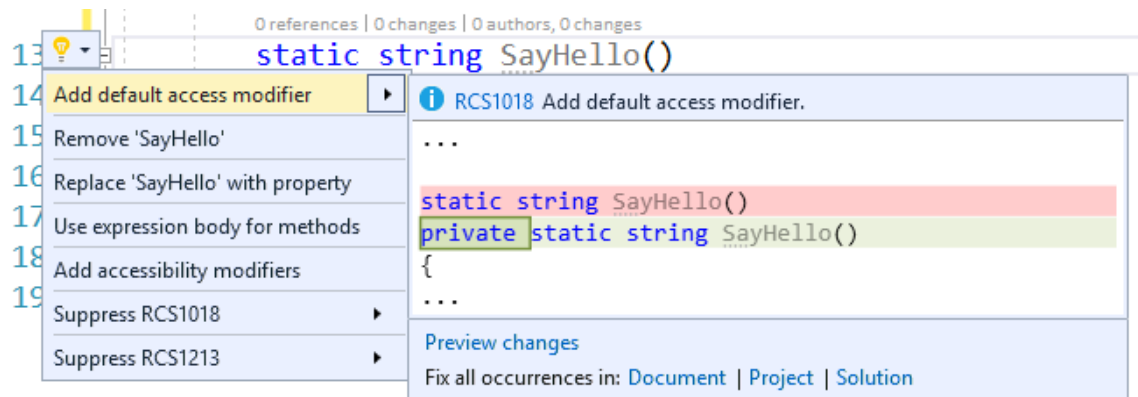 0 references | 0 changes | 0 authors, 0 changes
13 static string SayHello()
14 Add default access modifier
15 Remove 'SayHello'
16 Replace 'SayHello' with property
17 Use expression body for methods
18 Add accessibility modifiers
19 Suppress RCS1018
Suppress RCS1213
RCS1018 Add default access modifier.
...
static string SayHello()
private static string SayHello()
{
...
Preview changes
Fix all occurrences in: Document | Project | Solution